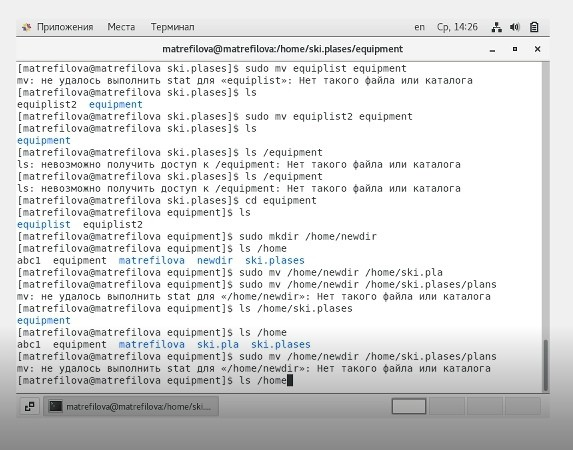 Приложения Места Терминал en Ср, 14:26
matrefilova@matrefilova:/home/ski.plases/equipment
[matrefilova@matrefilova ski.plases]$ sudo mv equiplist equipment
mv: не удалось выполнить stat для «equiplist»: Нет такого файла или каталога
[matrefilova@matrefilova ski.plases]$ ls
equiplist2 equipment
[matrefilova@matrefilova ski.plases]$ sudo mv equiplist2 equipment
[matrefilova@matrefilova ski.plases]$ ls
equipment
[matrefilova@matrefilova ski.plases]$ ls /equipment
ls: невозможно получить доступ к /equipment: Нет такого файла или каталога
[matrefilova@matrefilova ski.plases]$ ls /equipment
ls: невозможно получить доступ к /equipment: Нет такого файла или каталога
[matrefilova@matrefilova ski.plases]$ cd equipment
[matrefilova@matrefilova equipment]$ ls
equiplist equiplist2
[matrefilova@matrefilova equipment]$ sudo mkdir /home/newdir
[matrefilova@matrefilova equipment]$ ls /home
abc1 equipment matrefilova newdir ski.plases
[matrefilova@matrefilova equipment]$ sudo mv /home/newdir /home/ski.pla
[matrefilova@matrefilova equipment]$ sudo mv /home/newdir /home/ski.plases/plans
mv: не удалось выполнить stat для «/home/newdir»: Нет такого файла или каталога
[matrefilova@matrefilova equipment]$ ls /home/ski.plases
equipment
[matrefilova@matrefilova equipment]$ ls /home
abc1 equipment matrefilova ski.pla ski.plases
[matrefilova@matrefilova equipment]$ sudo mv /home/newdir /home/ski.plases/plans
mv: не удалось выполнить stat для «/home/newdir»: Нет такого файла или каталога
[matrefilova@matrefilova equipment]$ ls /home
matrefilova@matrefilova:/home/ski...